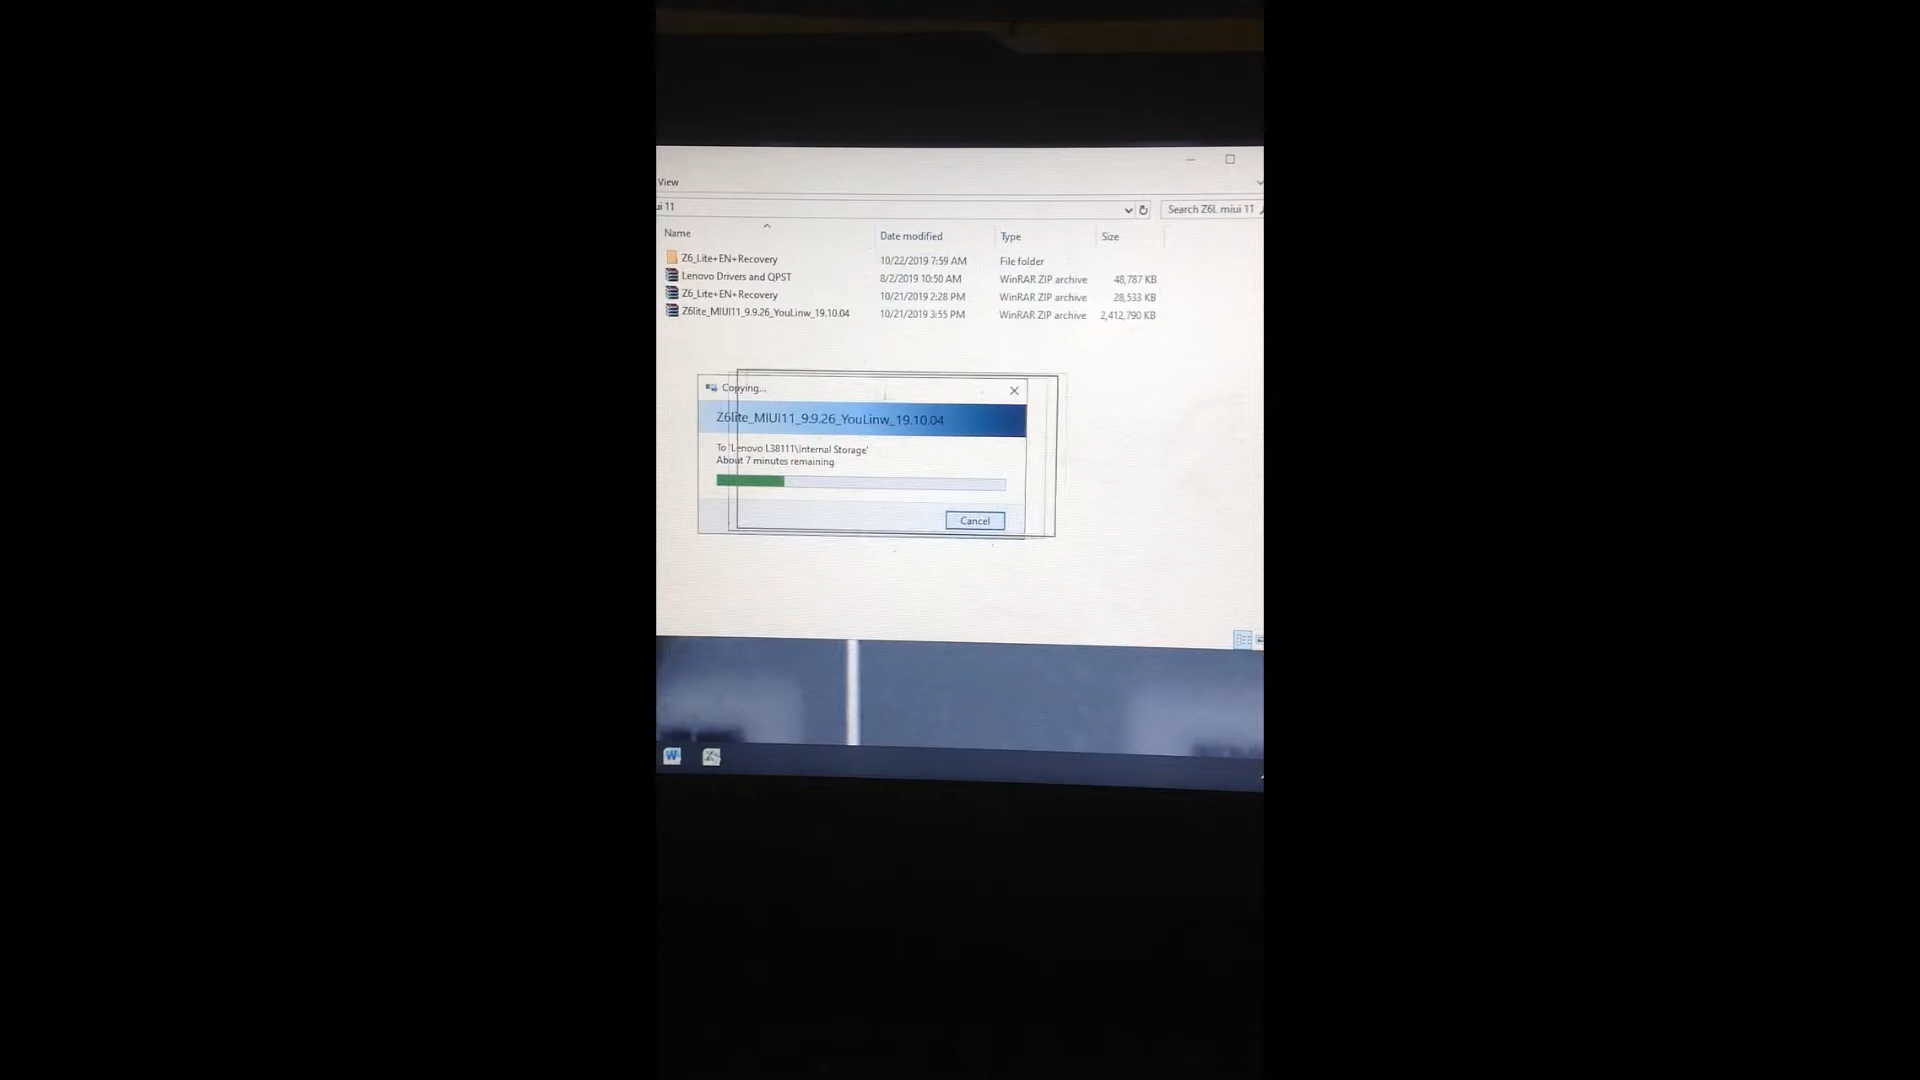 View
ui 11
Search Z6L miui 11
Name Date modified Type Size
Z6_Lite+EN+Recovery 10/22/2019 7:59 AM File folder
Lenovo Drivers and QPST 8/2/2019 10:50 AM WinRAR ZIP archive 48,787 KB
Z6_Lite+EN+Recovery 10/21/2019 2:28 PM WinRAR ZIP archive 28,533 KB
Z6lite_MIUI11_9.9.26_YouLinw_19.10.04 10/21/2019 3:55 PM WinRAR ZIP archive 2,412,790 KB
Copying...
Z6lite_MIUI11_9.9.26_YouLinw_19.10.04
To 'Lenovo L38111\Internal Storage'
About 7 minutes remaining
Cancel
W
X